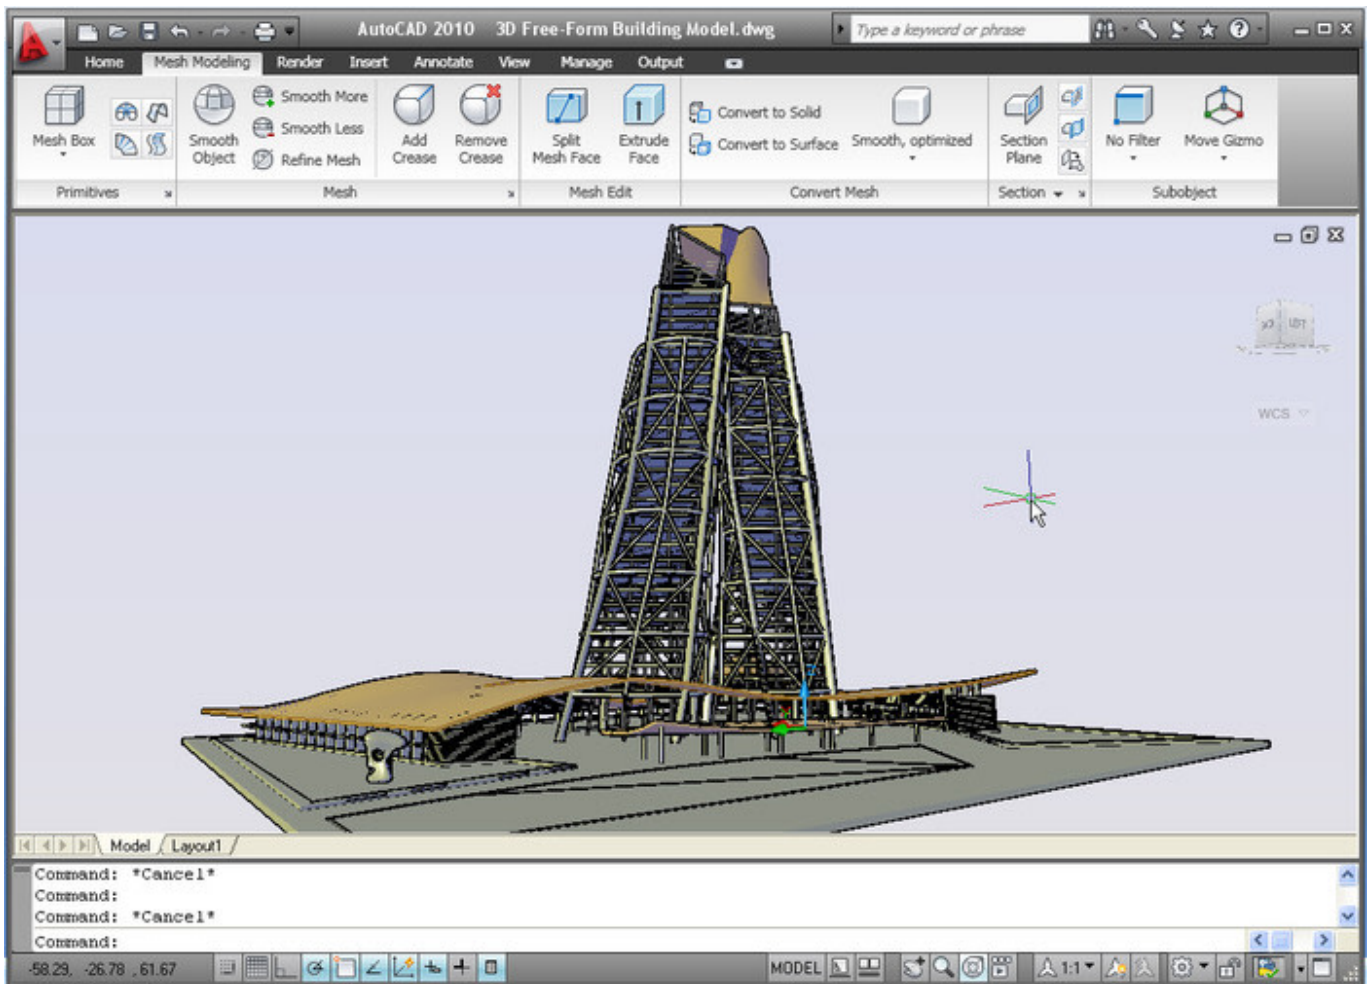 AutoCAD 2010 3D Free-Form Building Model.dwg
Type a keyword or phrase
Home Mesh Modeling Render Insert Annotate View Manage Output
Mesh Box
Smooth Object
Smooth More
Smooth Less
Refine Mesh
Add Crease
Remove Crease
Split Mesh Face
Extrude Face
Convert to Solid
Convert to Surface
Smooth, optimized
Section Plane
No Filter
Move Gizmo
Primitives Mesh Mesh Edit Convert Mesh Section Subobject
WCS
Model Layout1
Command: *Cancel*
Command:
Command: *Cancel*
Command:
-58.29, -26.78 , 61.67 MODEL 1:1